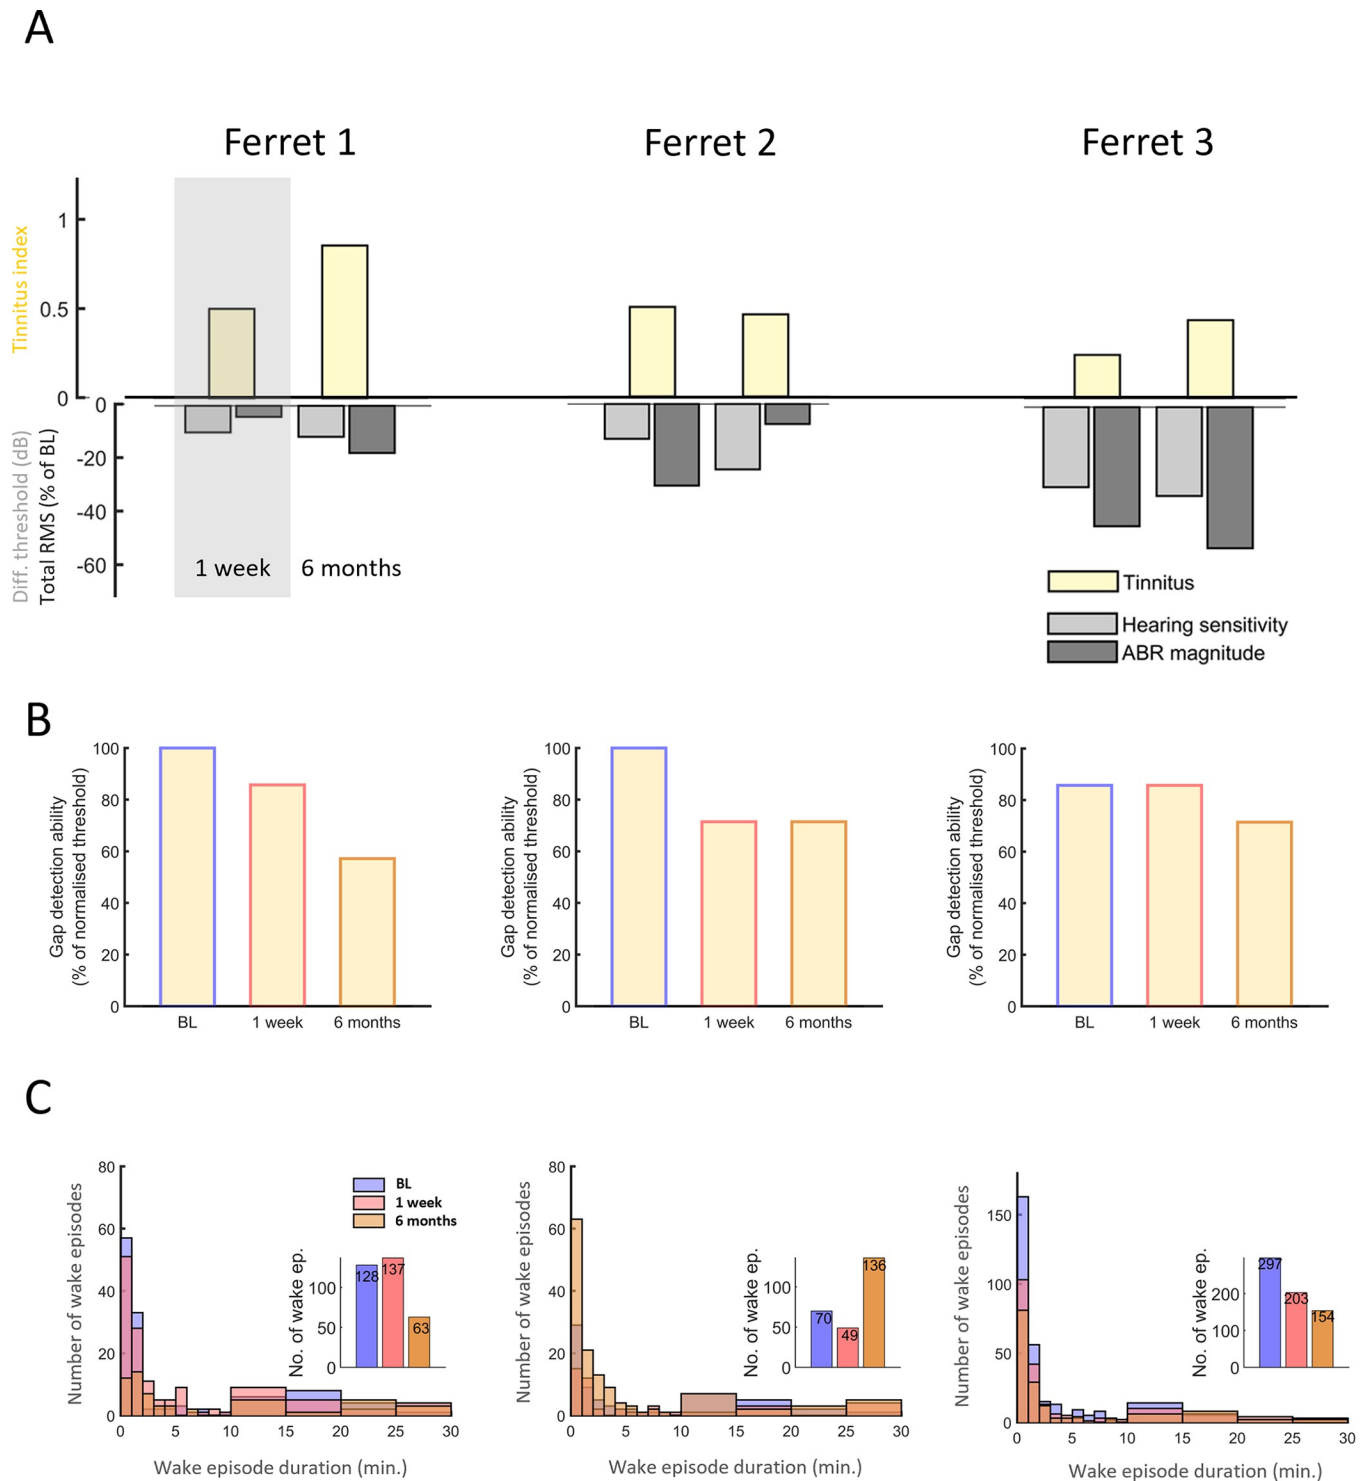 A
Ferret 1
Ferret 2
Ferret 3
Tinnitus index
1
0.5
0
Diff. threshold (dB)
Total RMS (% of BL)
0
-20
-40
-60
1 week
6 months
Tinnitus
Hearing sensitivity
ABR magnitude
B
Gap detection ability
(% of normalised threshold)
100
80
60
40
20
0
BL
1 week
6 months
Gap detection ability
(% of normalised threshold)
100
80
60
40
20
0
BL
1 week
6 months
Gap detection ability
(% of normalised threshold)
100
80
60
40
20
0
BL
1 week
6 months
C
Number of wake episodes
80
60
40
20
0
0 5 10 15 20 25 30
Wake episode duration (min.)
BL
1 week
6 months
No. of wake ep.
100
50
0
128 137 63
Number of wake episodes
80
60
40
20
0
0 5 10 15 20 25 30
Wake episode duration (min.)
No. of wake ep.
100
50
0
70 49 136
Number of wake episodes
150
100
50
0
0 5 10 15 20 25 30
Wake episode duration (min.)
No. of wake ep.
200
100
0
297 203 154